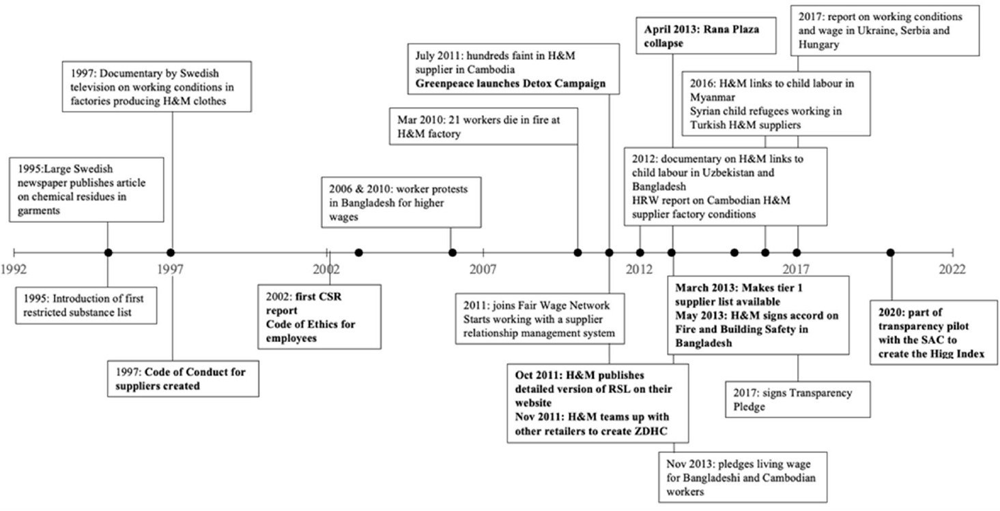 2017: report on working conditions
and wage in Ukraine, Serbia and
Hungary
April 2013: Rana Plaza
collapse
July 2011: hundreds faint in H&M
supplier in Cambodia
Greenpeace launches Detox Campaign
1997: Documentary by Swedish
television on working conditions in
factories producing H&M clothes
2016: H&M links to child labour in
Myanmar
Syrian child refugees working in
Turkish H&M suppliers
Mar 2010: 21 workers die in fire at
H&M factory
1995:Large Swedish
newspaper publishes article
on chemical residues in
garments
2012: documentary on H&M links to
child labour in Uzbekistan and
Bangladesh
HRW report on Cambodian H&M
supplier factory conditions
2006 & 2010: worker protests
in Bangladesh for higher
wages
1992
1997
2002
2007
2012
2017
2022
1995: Introduction of first
restricted substance list
2002: first CSR
report
Code of Ethics for
employees
2011: joins Fair Wage Network
Starts working with a supplier
relationship management system
March 2013: Makes tier 1
supplier list available
May 2013: H&M signs accord on
Fire and Building Safety in
Bangladesh
2020: part of
transparency pilot
with the SAC to
create the Higg Index
1997: Code of Conduct for
suppliers created
Oct 2011: H&M publishes
detailed version of RSL on their
website
Nov 2011: H&M teams up with
other retailers to create ZDHC
2017: signs Transparency
Pledge
Nov 2013: pledges living wage
for Bangladeshi and Cambodian
workers